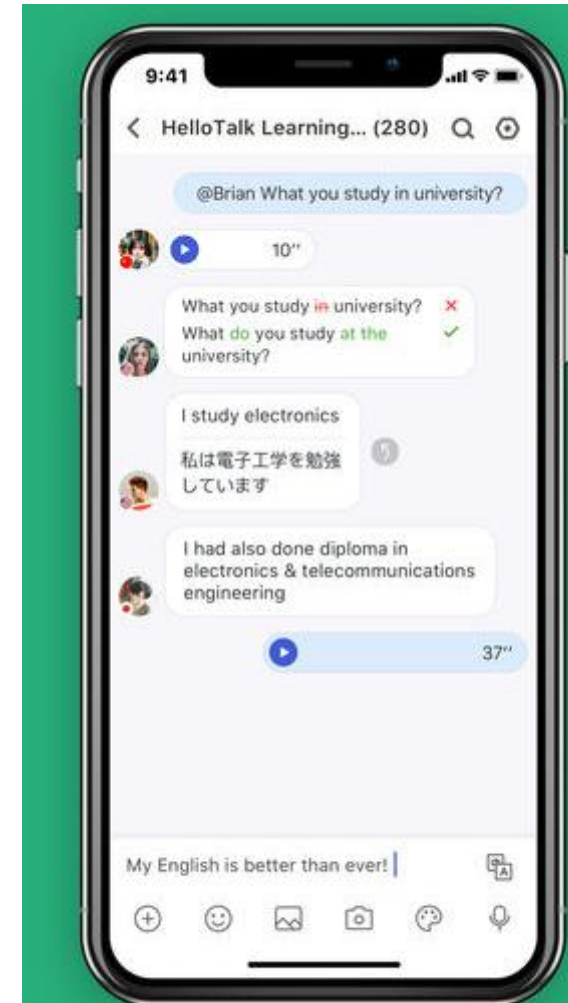 9:41
HelloTalk Learning... (280)
@Brian What you study in university?
10’’
What you study in university?
What do you study at the
university?
I study electronics
私は電子工学を勉強
しています
I had also done diploma in
electronics & telecommunications
engineering
37’’
My English is better than ever!